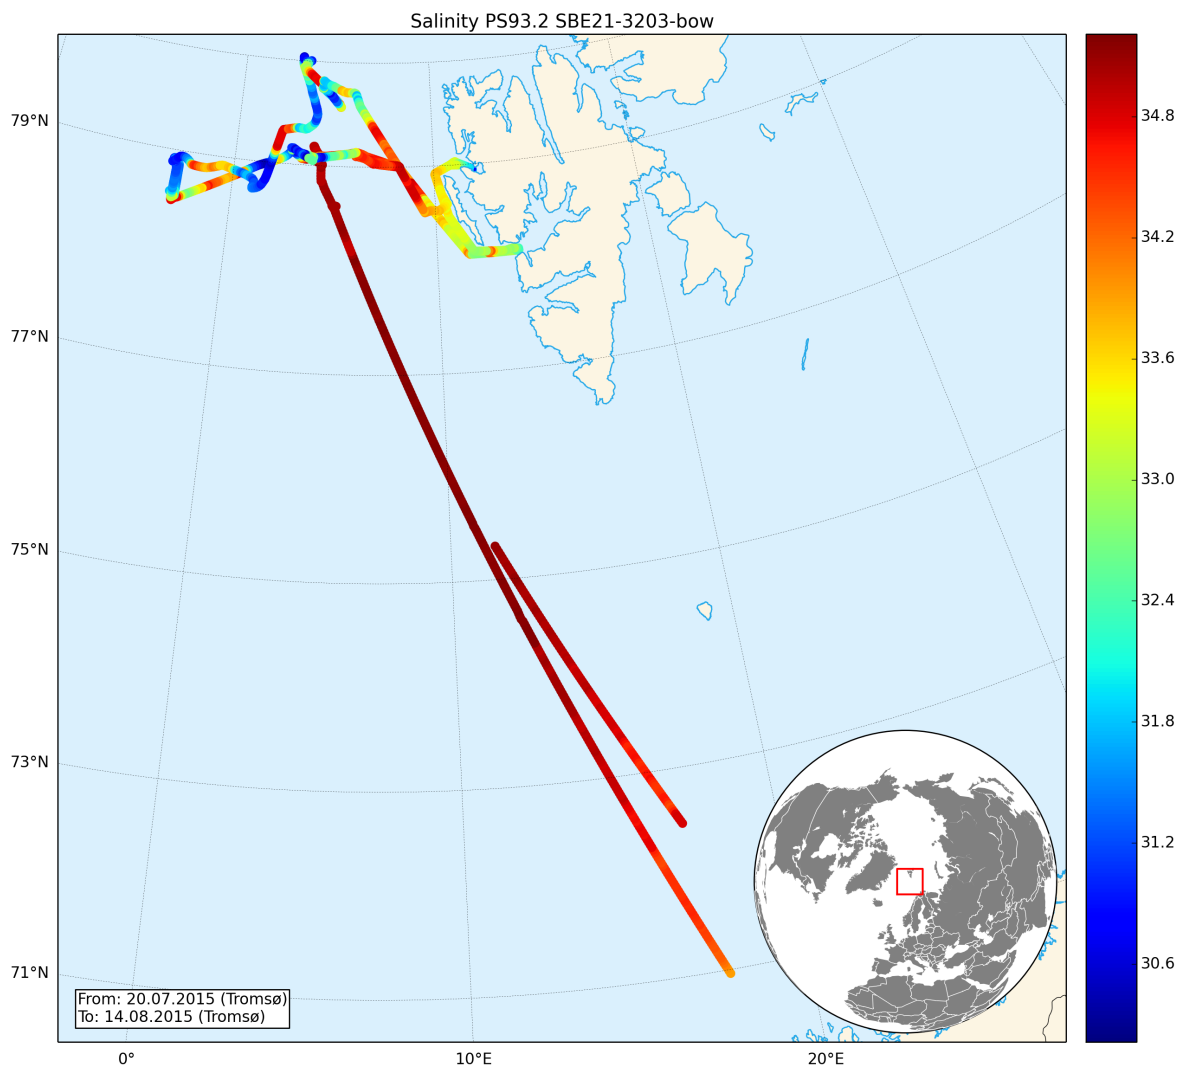 Salinity PS93.2 SBE21-3203-bow
79°N
77°N
75°N
73°N
71°N
0°
10°E
20°E
34.8
34.2
33.6
33.0
32.4
31.8
31.2
30.6
From: 20.07.2015 (Tromsø)
To: 14.08.2015 (Tromsø)